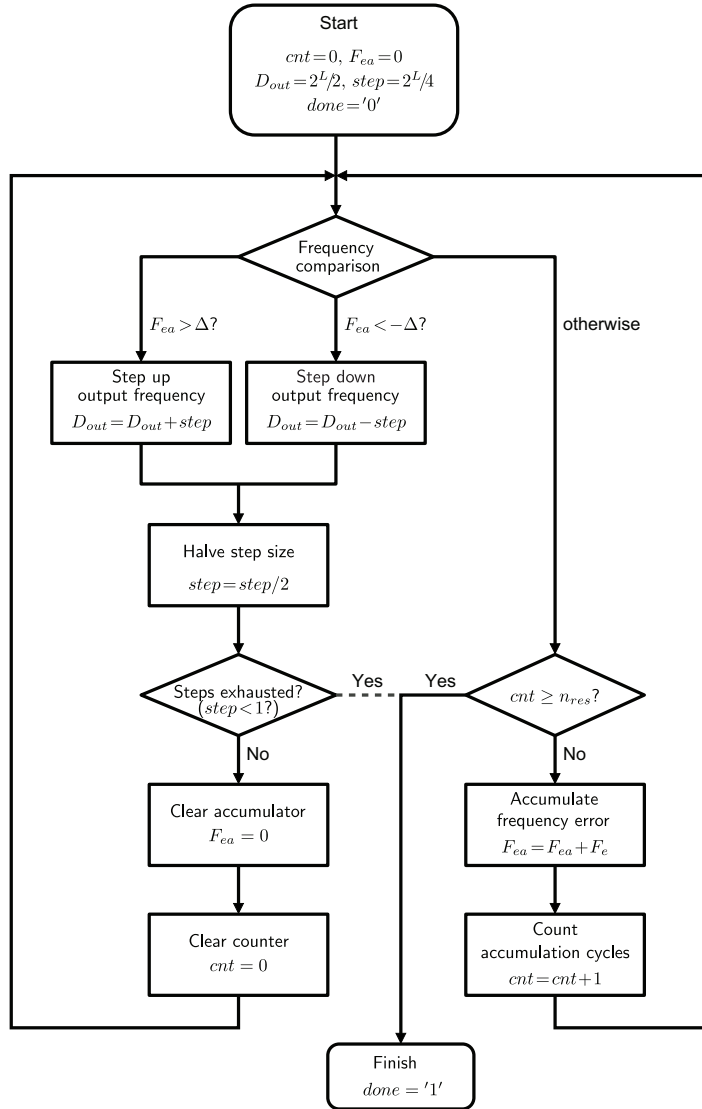 Start
cnt=0, F_ea=0
D_out=2^L/2, step=2^L/4
done='0'
Frequency
comparison
F_ea>Δ?
F_ea<−Δ?
otherwise
Step up
output frequency
D_out=D_out+step
Step down
output frequency
D_out=D_out−step
Halve step size
step=step/2
Steps exhausted?
(step<1?)
Yes
Yes
cnt ≥ n_res?
No
No
Clear accumulator
F_ea = 0
Accumulate
frequency error
F_ea=F_ea+F_e
Clear counter
cnt = 0
Count
accumulation cycles
cnt=cnt+1
Finish
done = '1'